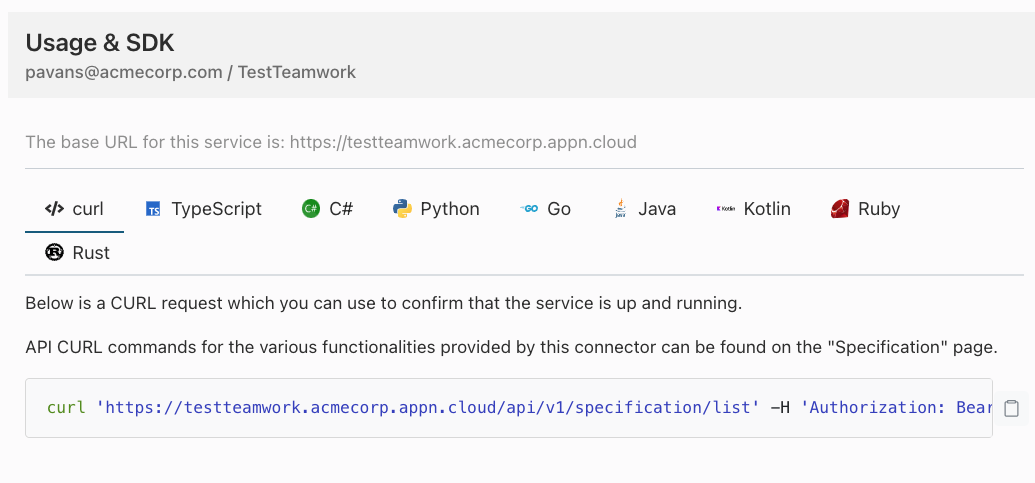 Usage & SDK
pavans@acmecorp.com / TestTeamwork
The base URL for this service is: https://testteamwork.acmecorp.appn.cloud
</> curl TS TypeScript C# C# Python GO Go Java Java Kotlin Kotlin Ruby
R Rust
Below is a CURL request which you can use to confirm that the service is up and running.
API CURL commands for the various functionalities provided by this connector can be found on the "Specification" page.
curl 'https://testteamwork.acmecorp.appn.cloud/api/v1/specification/list' -H 'Authorization: Bear